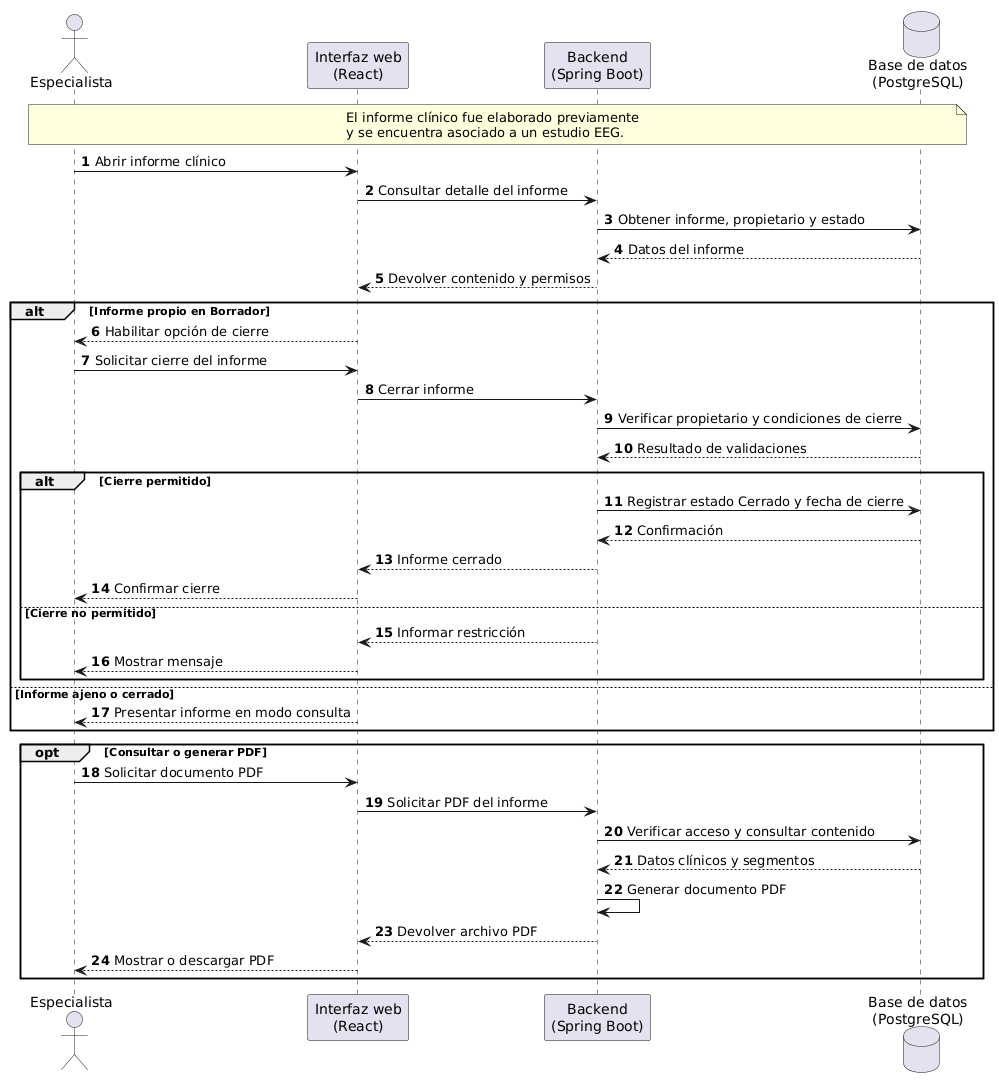 Especialista
Interfaz web
(React)
Backend
(Spring Boot)
Base de datos
(PostgreSQL)
El informe clínico fue elaborado previamente
y se encuentra asociado a un estudio EEG.
1 Abrir informe clínico
2 Consultar detalle del informe
3 Obtener informe, propietario y estado
4 Datos del informe
5 Devolver contenido y permisos
alt [Informe propio en Borrador]
6 Habilitar opción de cierre
7 Solicitar cierre del informe
8 Cerrar informe
9 Verificar propietario y condiciones de cierre
10 Resultado de validaciones
alt [Cierre permitido]
11 Registrar estado Cerrado y fecha de cierre
12 Confirmación
13 Informe cerrado
14 Confirmar cierre
[Cierre no permitido]
15 Informar restricción
16 Mostrar mensaje
[Informe ajeno o cerrado]
17 Presentar informe en modo consulta
opt [Consultar o generar PDF]
18 Solicitar documento PDF
19 Solicitar PDF del informe
20 Verificar acceso y consultar contenido
21 Datos clínicos y segmentos
22 Generar documento PDF
23 Devolver archivo PDF
24 Mostrar o descargar PDF
Especialista
Interfaz web
(React)
Backend
(Spring Boot)
Base de datos
(PostgreSQL)